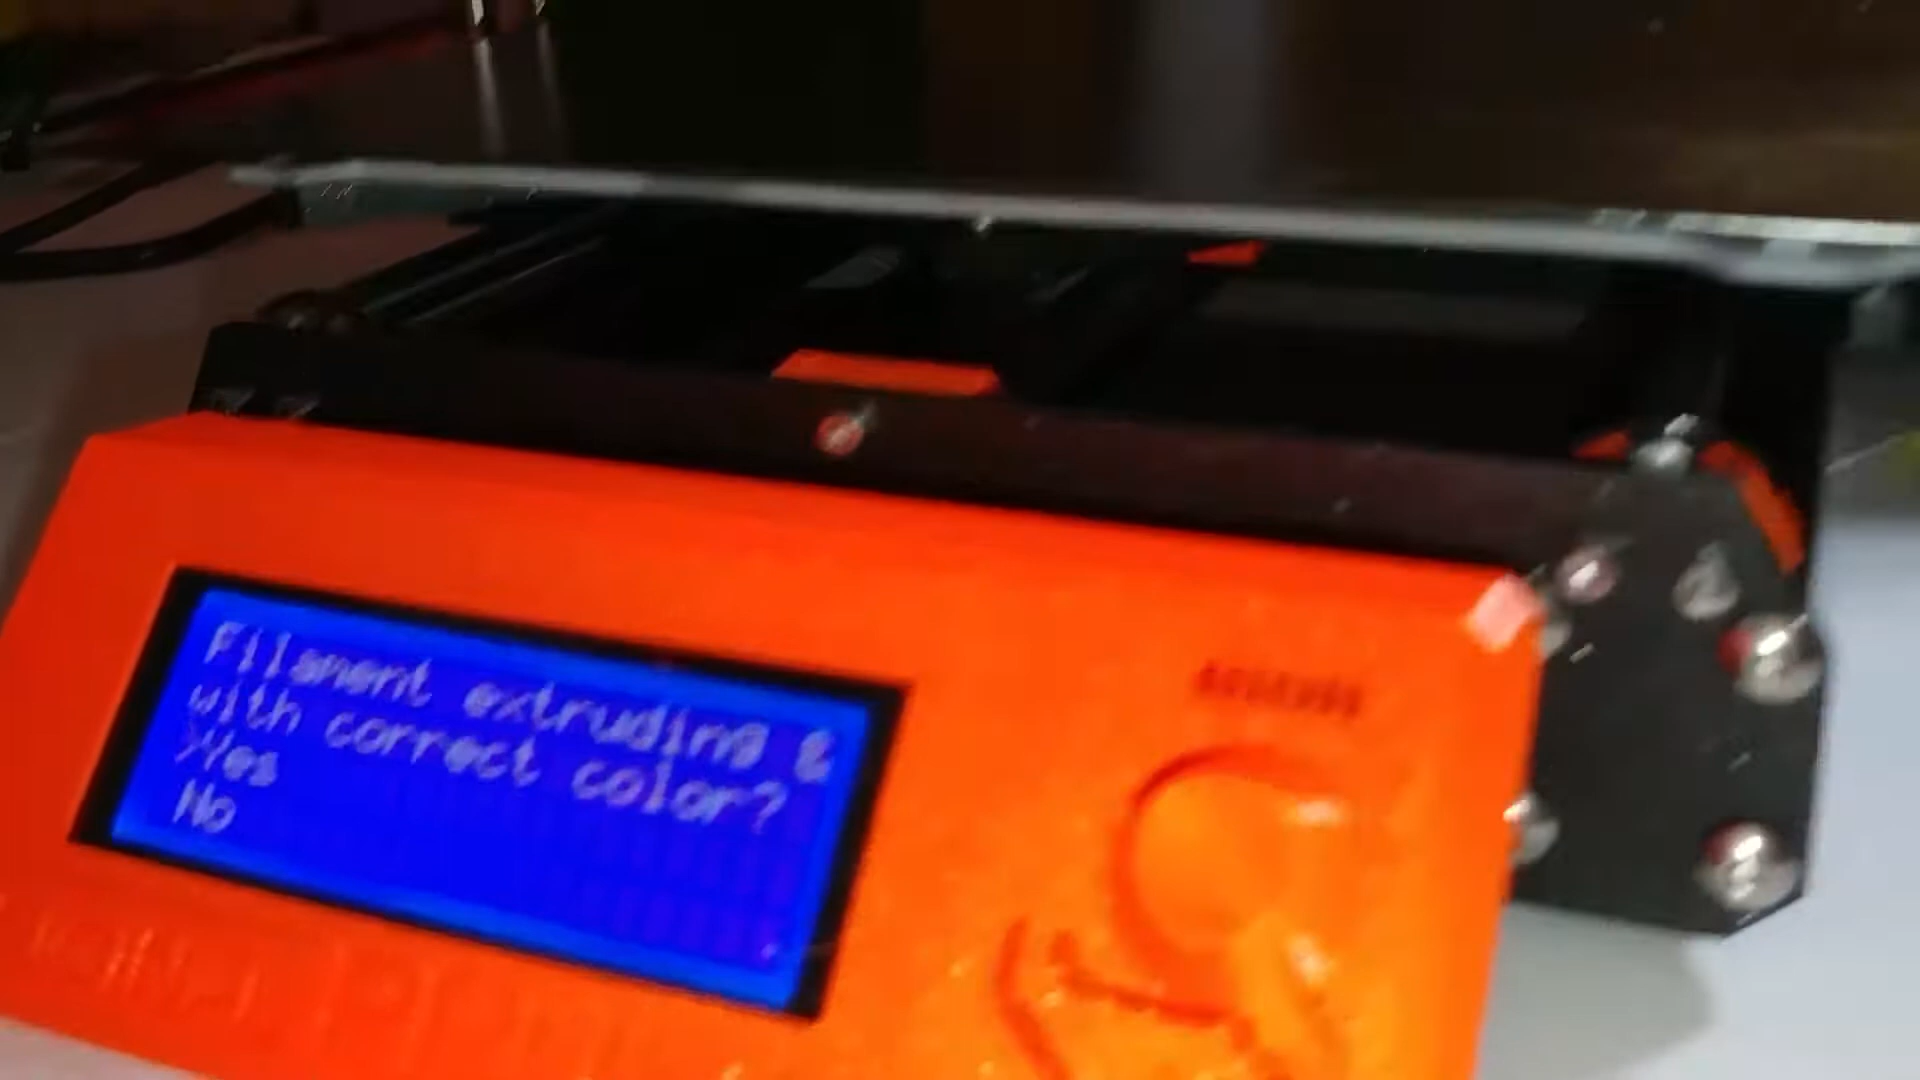 Filament extruding &
with correct color?
>Yes
No